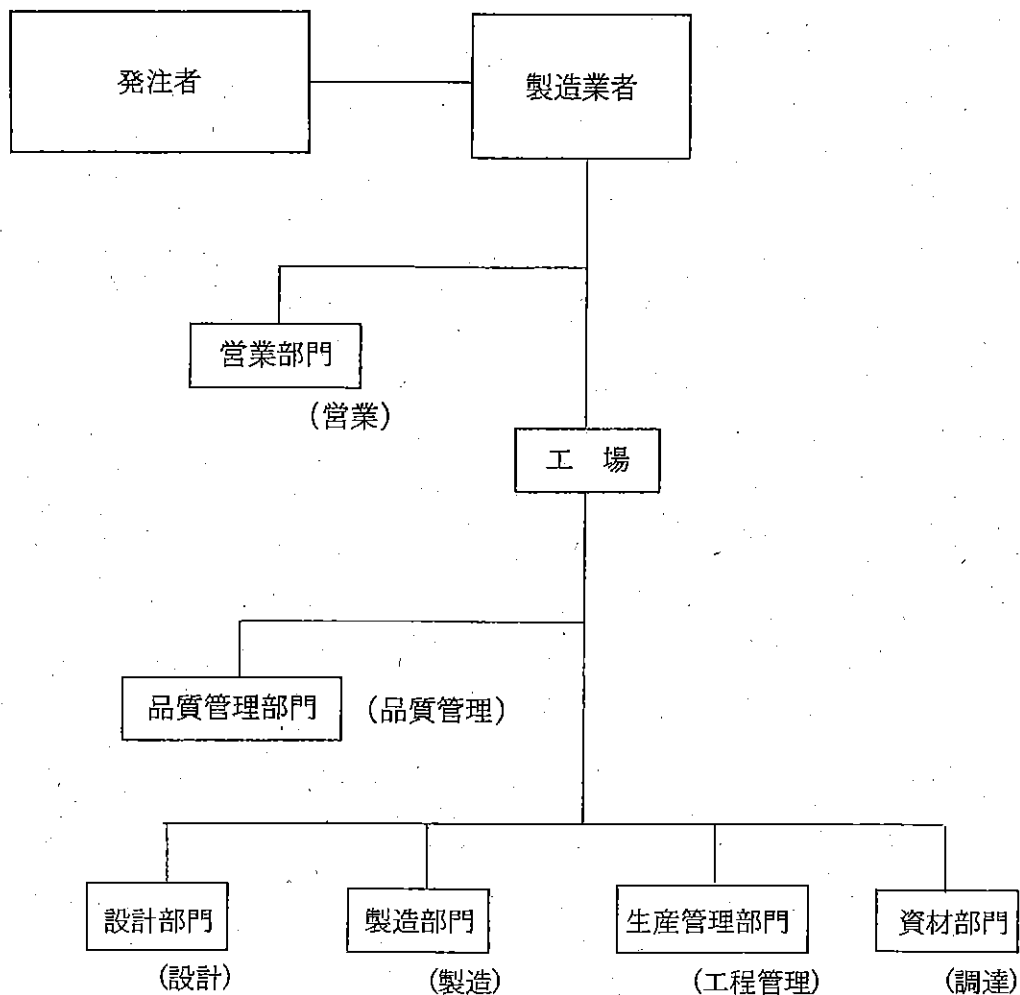 発注者
製造業者
営業部門
(営業)
工　場
品質管理部門
(品質管理)
設計部門
製造部門
生産管理部門
資材部門
(設計)
(製造)
(工程管理)
(調達)